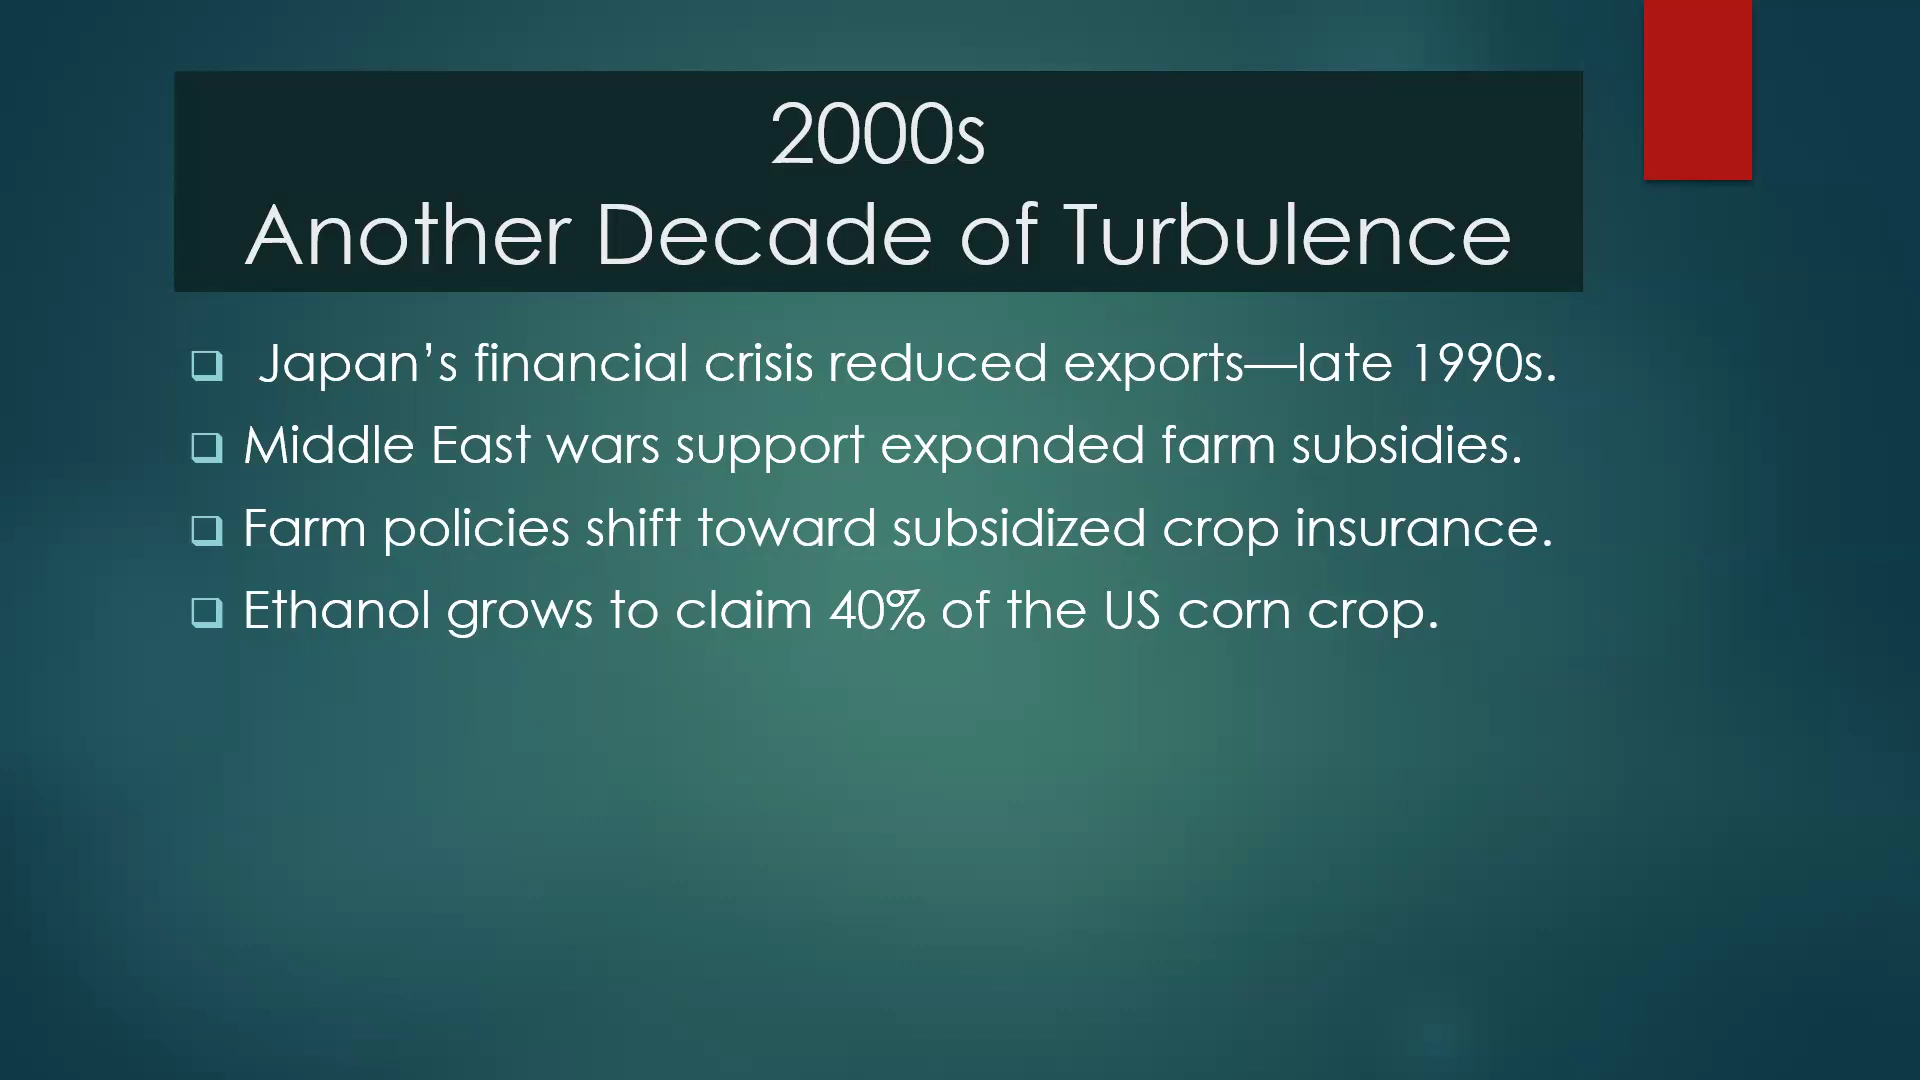 2000s
Another Decade of Turbulence
Japan’s financial crisis reduced exports—late 1990s.
Middle East wars support expanded farm subsidies.
Farm policies shift toward subsidized crop insurance.
Ethanol grows to claim 40% of the US corn crop.